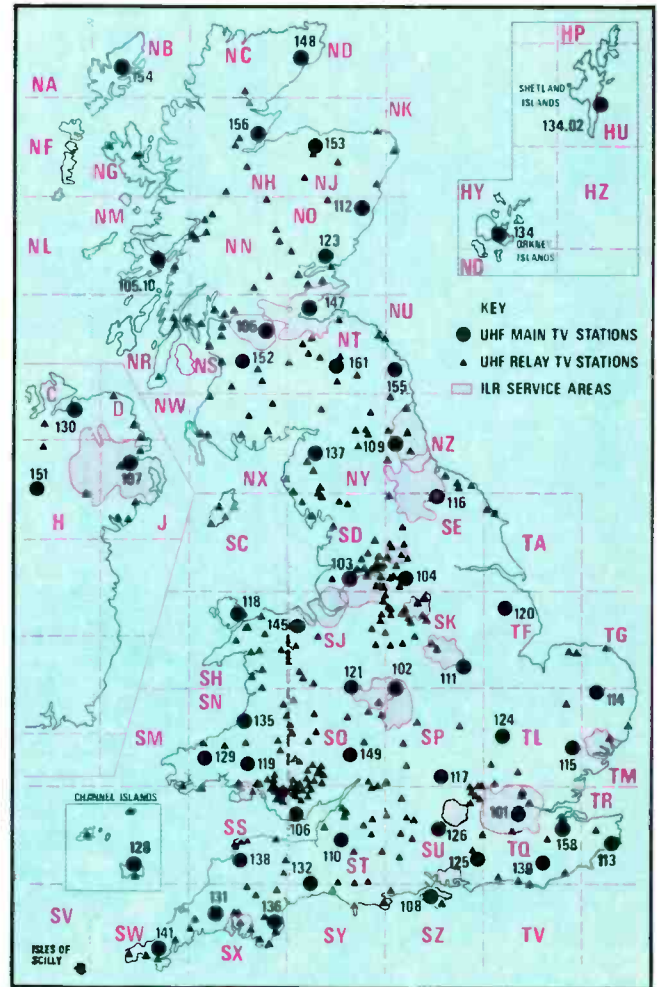 HP
NC
148
ND
NB
154
NA
SHETLAND
ISLANDS
134.02
HU
NK
156
153
NF
NG
NH
NJ
HY
HZ
NM
NO
112
134
ORKNEY
ISLANDS
ND
NL
NN
123
105.10
147
NU
KEY
UHF MAIN TV STATIONS
UHF RELAY TV STATIONS
ILR SERVICE AREAS
105
NT
NR
NS
152
161
155
NW
C
D
130
109
NZ
137
151
107
NX
NY
116
H
J
SC
SD
SE
TA
103
104
118
120
145
SJ
SK
TF
TG
111
SH
121
102
114
SN
135
124
SM
SO
SP
TL
129
119
149
115
TM
117
CHANNEL ISLANDS
TR
101
106
128
SS
126
158
138
110
ST
SU
TQ
113
125
139
132
108
SV
131
136
SW
141
SX
SY
SZ
TV
ISLES OF
SCILLY